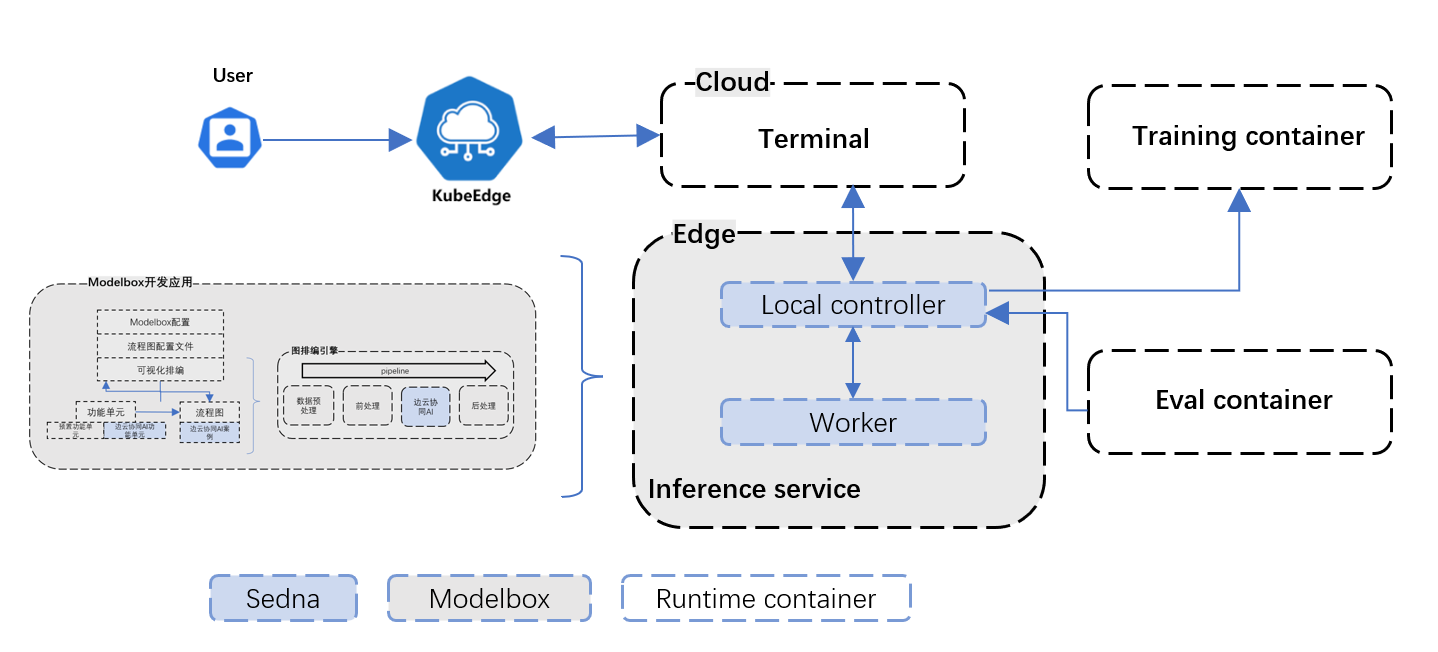 User
KubeEdge
Cloud
Terminal
Training container
Edge
Local controller
Worker
Inference service
Eval container
Modelbox开发应用
Modelbox配置
流程图配置文件
可视化排编
功能单元
流程图
预置功能单
元
边云协同AI功
能单元
边云协同AI案
例
图排编引擎
pipeline
数据预
处理
前处理
边云协
同AI
后处理
Sedna
Modelbox
Runtime container